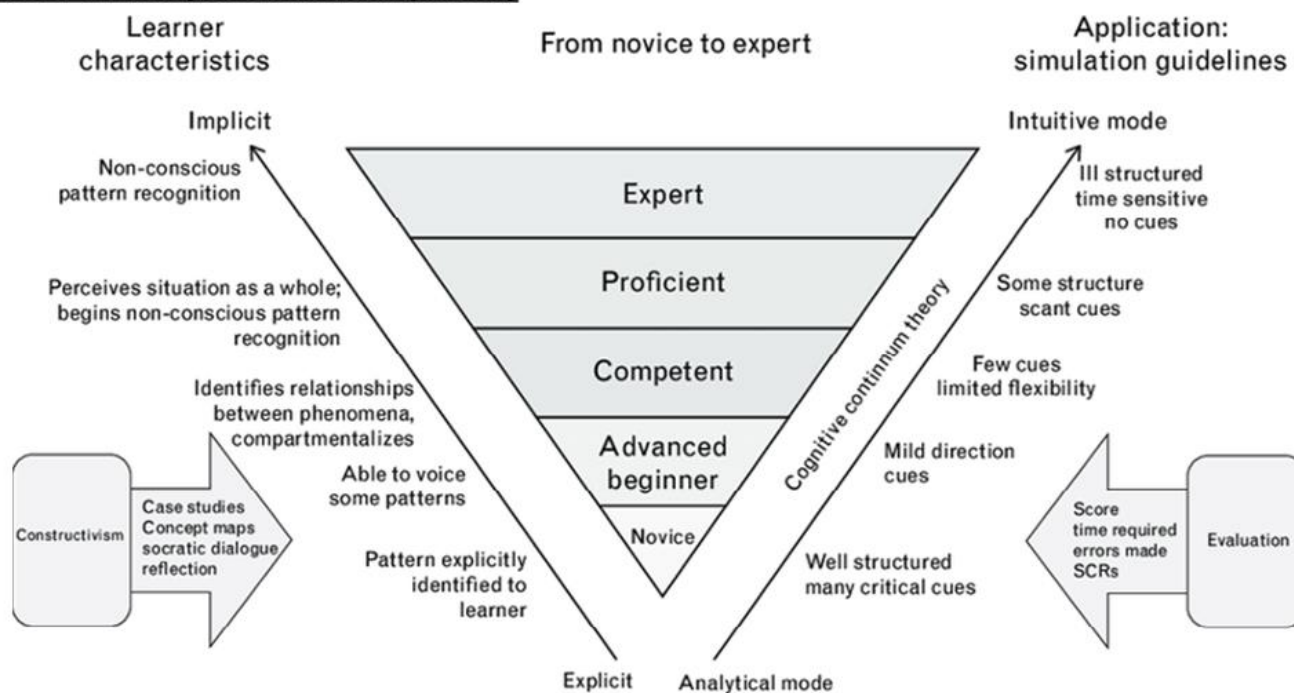 Learner
characteristics
From novice to expert
Application:
simulation guidelines
Implicit
Non-conscious
pattern recognition
Perceives situation as a whole;
begins non-conscious pattern
recognition
Identifies relationships
between phenomena,
compartmentalizes
Able to voice
some patterns
Pattern explicitly
identified to
learner
Explicit
Constructivism
Case studies
Concept maps
socratic dialogue
reflection
Expert
Proficient
Competent
Advanced
beginner
Novice
Cognitive continnum theory
Intuitive mode
Ill structured
time sensitive
no cues
Some structure
scant cues
Few cues
limited flexibility
Mild direction
cues
Well structured
many critical cues
Analytical mode
Score
time required
errors made
SCRs
Evaluation